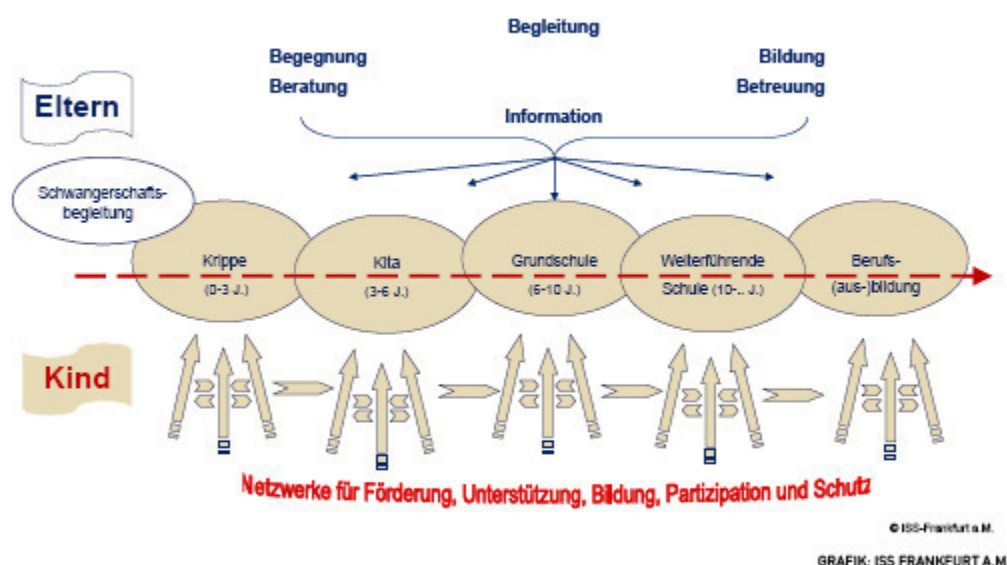 Begleitung
Begegnung
Bildung
Beratung
Betreuung
Eltern
Information
Schwangerschafts-
begleitung
Krippe
(0-3 J.)
Kita
(3-6 J.)
Grundschule
(6-10 J.)
Weiterführende
Schule (10-.. J.)
Berufs-
(aus-)bildung
Kind
Netzwerke für Förderung, Unterstützung, Bildung, Partizipation und Schutz
© ISS-Frankfurt a.M.
GRAFIK: ISS FRANKFURT A.M